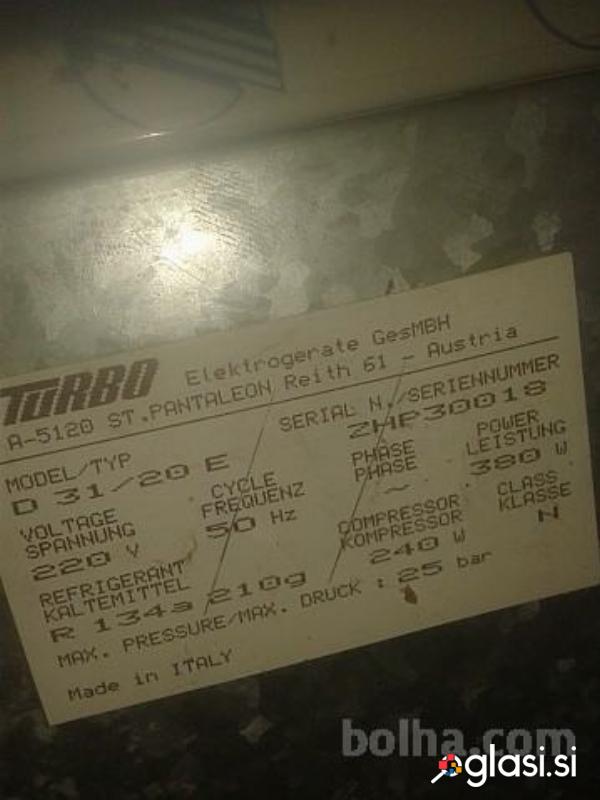 TURBO Elektrogerate GesMBH
A-5120 ST.PANTALEON Reith 61 - Austria
MODEL/TYP SERIAL N./SERIENNUMMER
D 31/20 E ZHP30018
VOLTAGE CYCLE PHASE POWER
SPANNUNG FREQUENZ PHASE LEISTUNG
220 V 50 Hz ~ 380 W
REFRIGERANT COMPRESSOR CLASS
KALTEMITTEL KOMPRESSOR KLASSE
R 134a 210g 240 W N
MAX. PRESSURE/MAX. DRUCK : 25 bar
Made in ITALY
bolha.com
oglasi.si